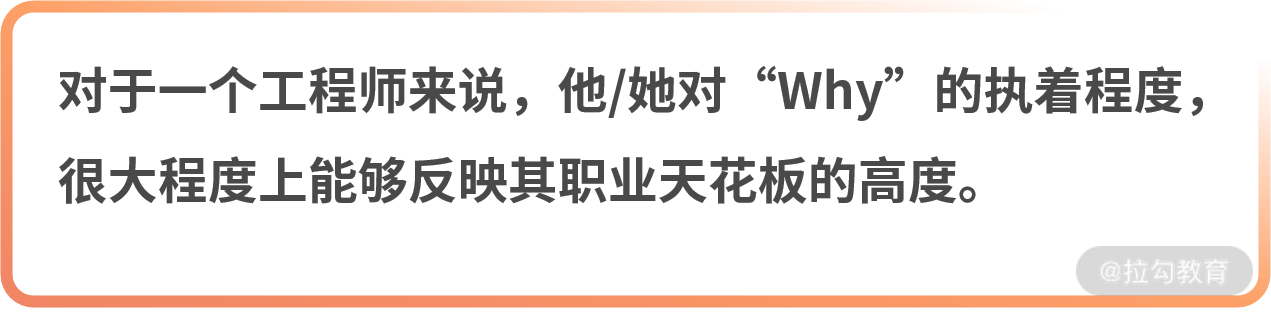 对于一个工程师来说，他/她对“Why”的执着程度，
很大程度上能够反映其职业天花板的高度。
@拉勾教育